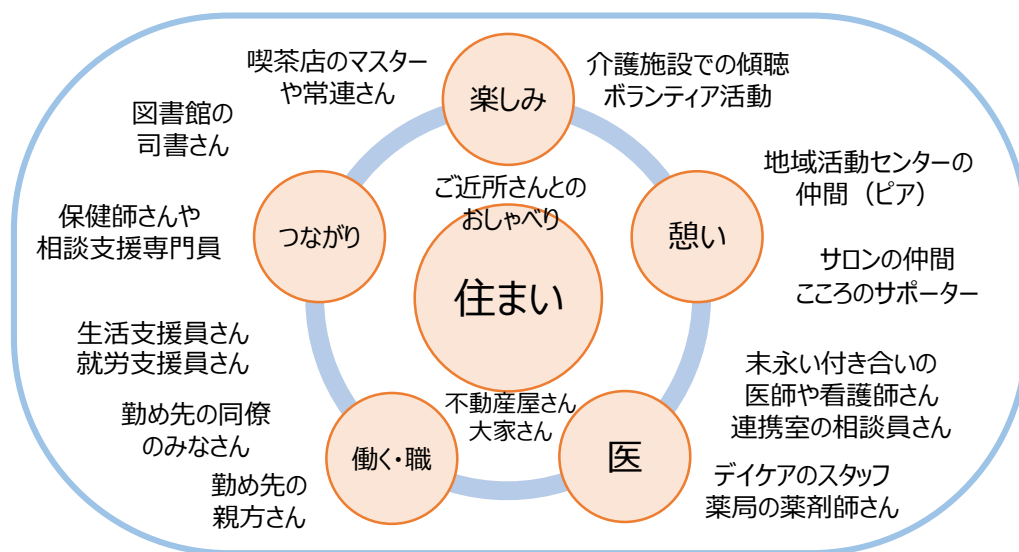 喫茶店のマスター
や常連さん
楽しみ
介護施設での傾聴
ボランティア活動
図書館の
司書さん
地域活動センターの
仲間（ピア）
ご近所さんとの
おしゃべり
保健師さんや
相談支援専門員
つながり
憩い
住まい
サロンの仲間
こころのサポーター
生活支援員さん
就労支援員さん
末永い付き合いの
医師や看護師さん
連携室の相談員さん
不動産屋さん
大家さん
勤め先の同僚
のみなさん
働く・職
医
勤め先の
親方さん
デイケアのスタッフ
薬局の薬剤師さん